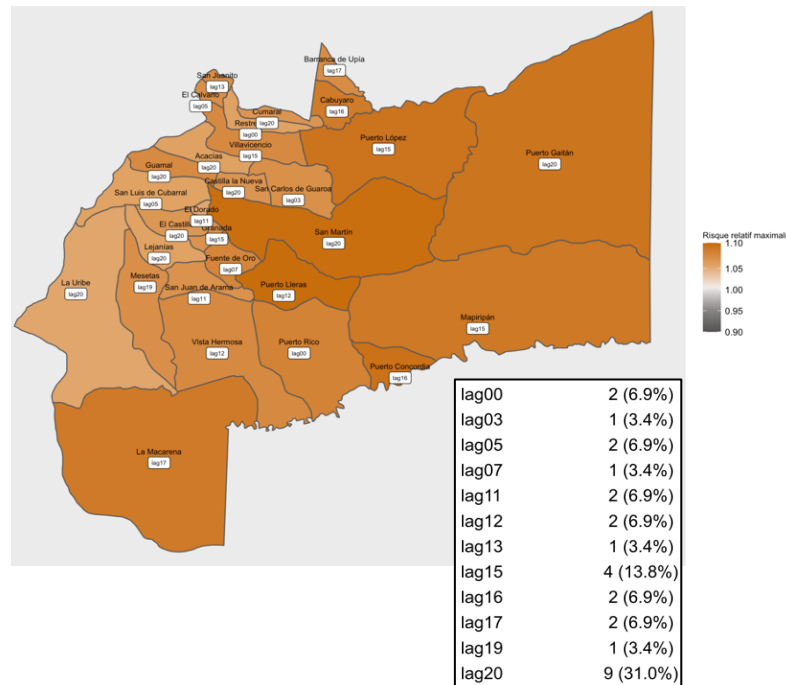 Barranca de Upía
lag17
San Juanito
lag13
El Calvario
lag05
Cabuyaro
lag16
Cumaral
lag20
Restre
lag00
Villavicencio
lag15
Puerto López
lag15
Puerto Gaitán
lag20
Acacías
lag20
Guamal
lag20
Castilla la Nueva
lag20
San Carlos de Guaroa
lag03
San Luis de Cubarral
lag05
El Dorado
lag11
El Castillo
lag20
Granada
lag15
San Martín
lag20
Lejanías
lag20
Fuente de Oro
lag07
Mesetas
lag19
La Uribe
lag20
San Juan de Arama
lag11
Puerto Lleras
lag12
Mapiripán
lag15
Vista Hermosa
lag12
Puerto Rico
lag00
Puerto Concordia
lag16
La Macarena
lag17
Risque relatif maximal
1.10
1.05
1.00
0.95
0.90
lag00 2 (6.9%)
lag03 1 (3.4%)
lag05 2 (6.9%)
lag07 1 (3.4%)
lag11 2 (6.9%)
lag12 2 (6.9%)
lag13 1 (3.4%)
lag15 4 (13.8%)
lag16 2 (6.9%)
lag17 2 (6.9%)
lag19 1 (3.4%)
lag20 9 (31.0%)